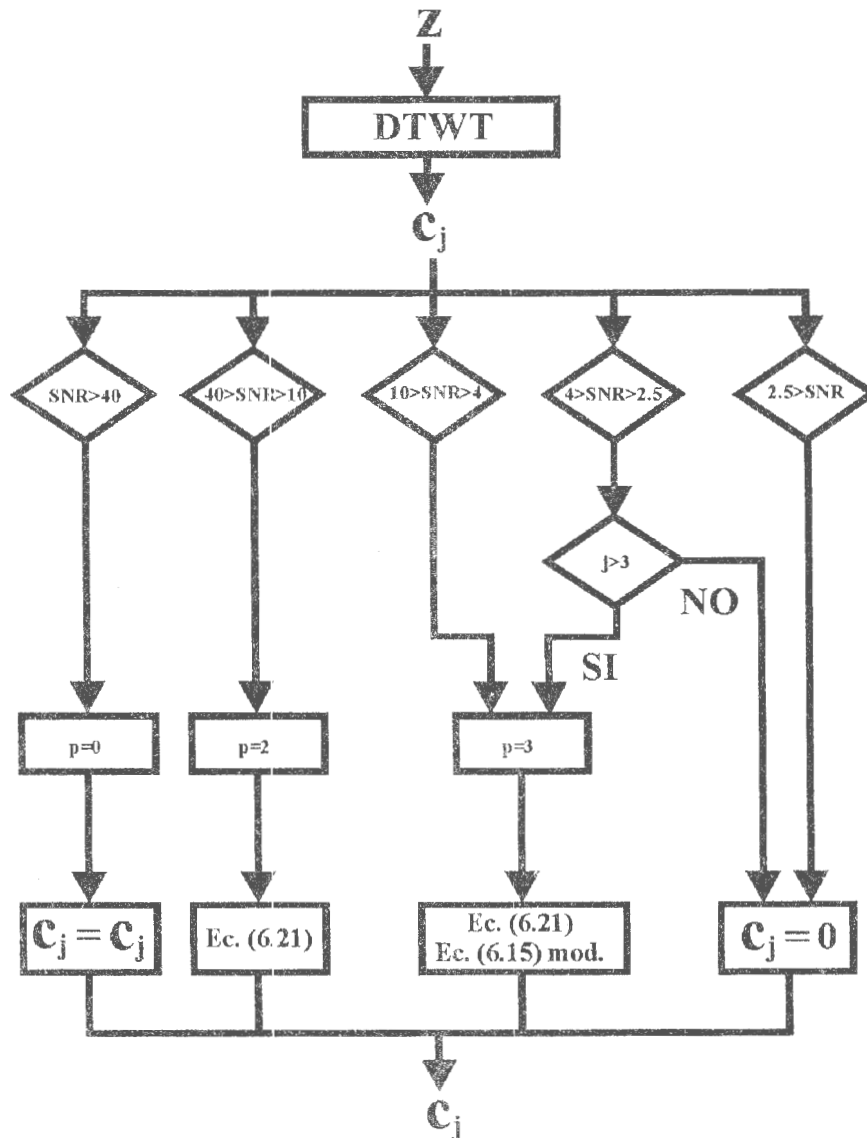 z
DTWT
c_j
SNR>40
40>SNR>10
10>SNR>4
4>SNR>2.5
2.5>SNR
j>3
NO
SI
p=0
p=2
p=3
c_j = c_j
Ec. (6.21)
Ec. (6.21)
Ec. (6.15) mod.
c_j = 0
c_j